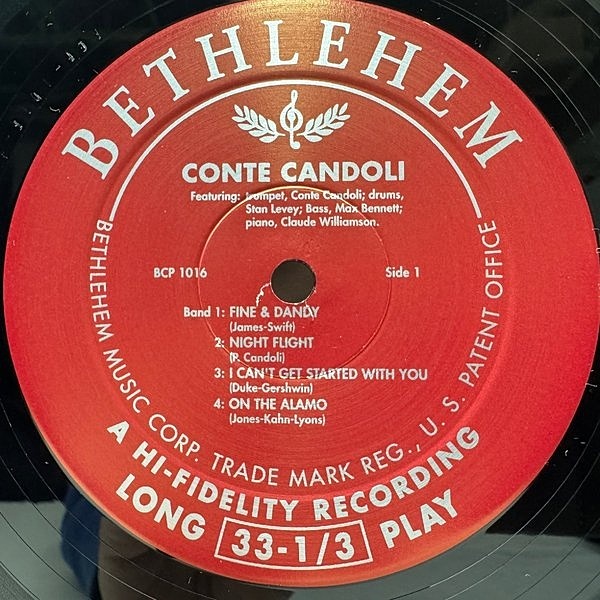 BETHLEHEM
CONTE CANDOLI
Featuring: trumpet, Conte Candoli; drums,
Stan Levey; Bass, Max Bennett;
piano, Claude Williamson.
BCP 1016 Side 1
Band 1: FINE & DANDY
(James-Swift)
2: NIGHT FLIGHT
(P. Candoli)
3: I CAN'T GET STARTED WITH YOU
(Duke-Gershwin)
4: ON THE ALAMO
(Jones-Kahn-Lyons)
BETHLEHEM MUSIC CORP. TRADE MARK REG., U. S. PATENT OFFICE
A HI-FIDELITY RECORDING
LONG 33-1/3 PLAY